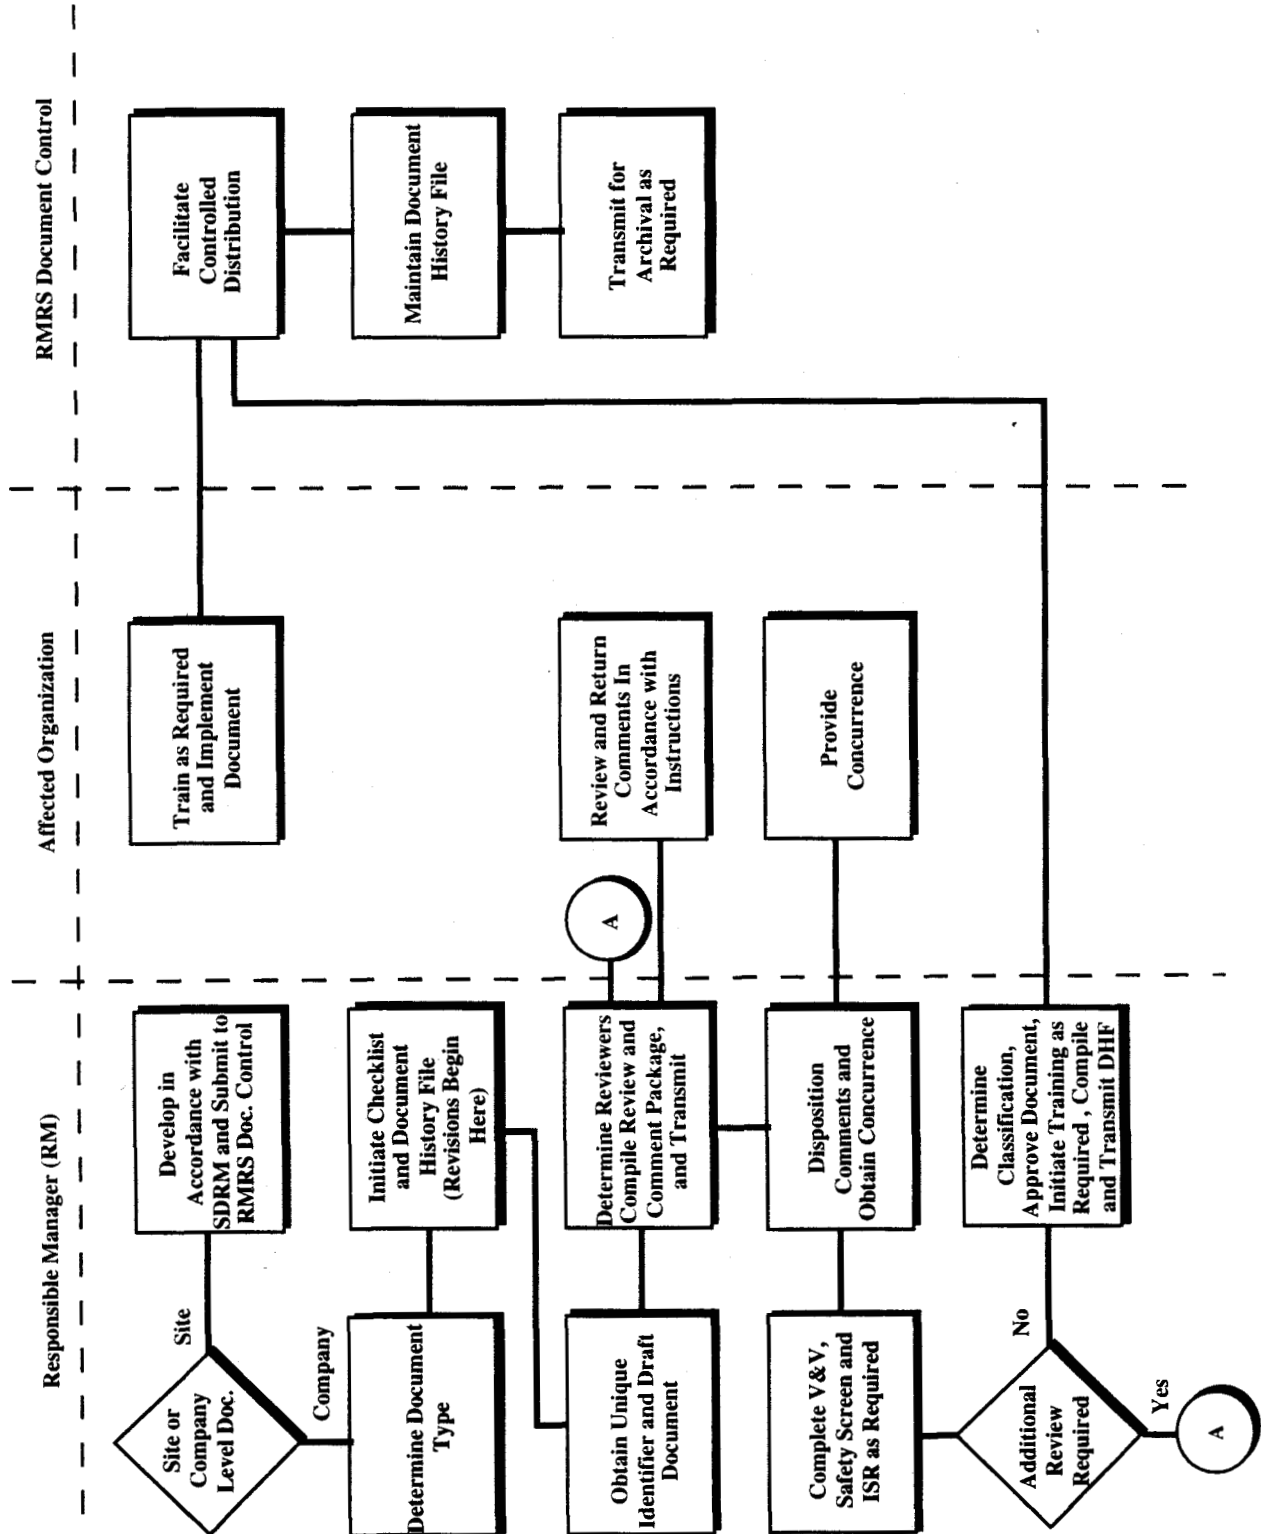 Responsible Manager (RM)
Affected Organization
RMRS Document Control
Site or
Company
Level Doc.
Site
Company
Develop in
Accordance with
SDRM and Submit to
RMRS Doc. Control
Train as Required
and Implement
Document
Facilitate
Controlled
Distribution
Determine Document
Type
Initiate Checklist
and Document
History File
(Revisions Begin
Here)
Maintain Document
History File
Obtain Unique
Identifier and Draft
Document
Determine Reviewers
Compile Review and
Comment Package,
and Transmit
A
Review and Return
Comments In
Accordance with
Instructions
Transmit for
Archival as
Required
Complete V&V,
Safety Screen and
ISR as Required
Disposition
Comments and
Obtain Concurrence
Provide
Concurrence
Additional
Review
Required
No
Yes
A
Determine
Classification,
Approve Document,
Initiate Training as
Required , Compile
and Transmit DHF